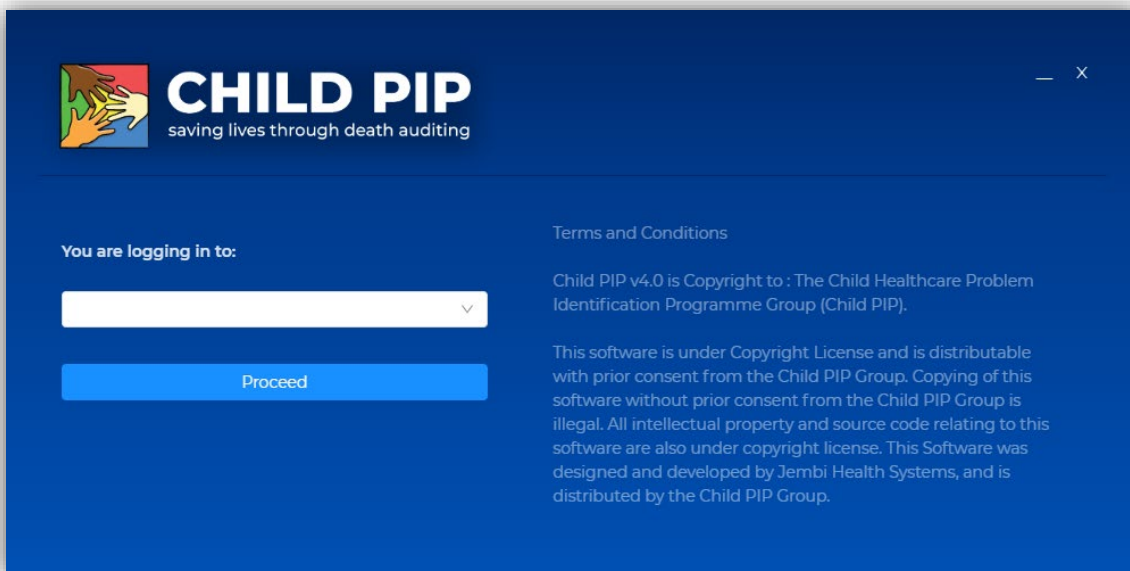 CHILD PIP
saving lives through death auditing
X
You are logging in to:
Proceed
Terms and Conditions
Child PIP v4.0 is Copyright to : The Child Healthcare Problem
Identification Programme Group (Child PIP).
This software is under Copyright License and is distributable
with prior consent from the Child PIP Group. Copying of this
software without prior consent from the Child PIP Group is
illegal. All intellectual property and source code relating to this
software are also under copyright license. This Software was
designed and developed by Jembi Health Systems, and is
distributed by the Child PIP Group.